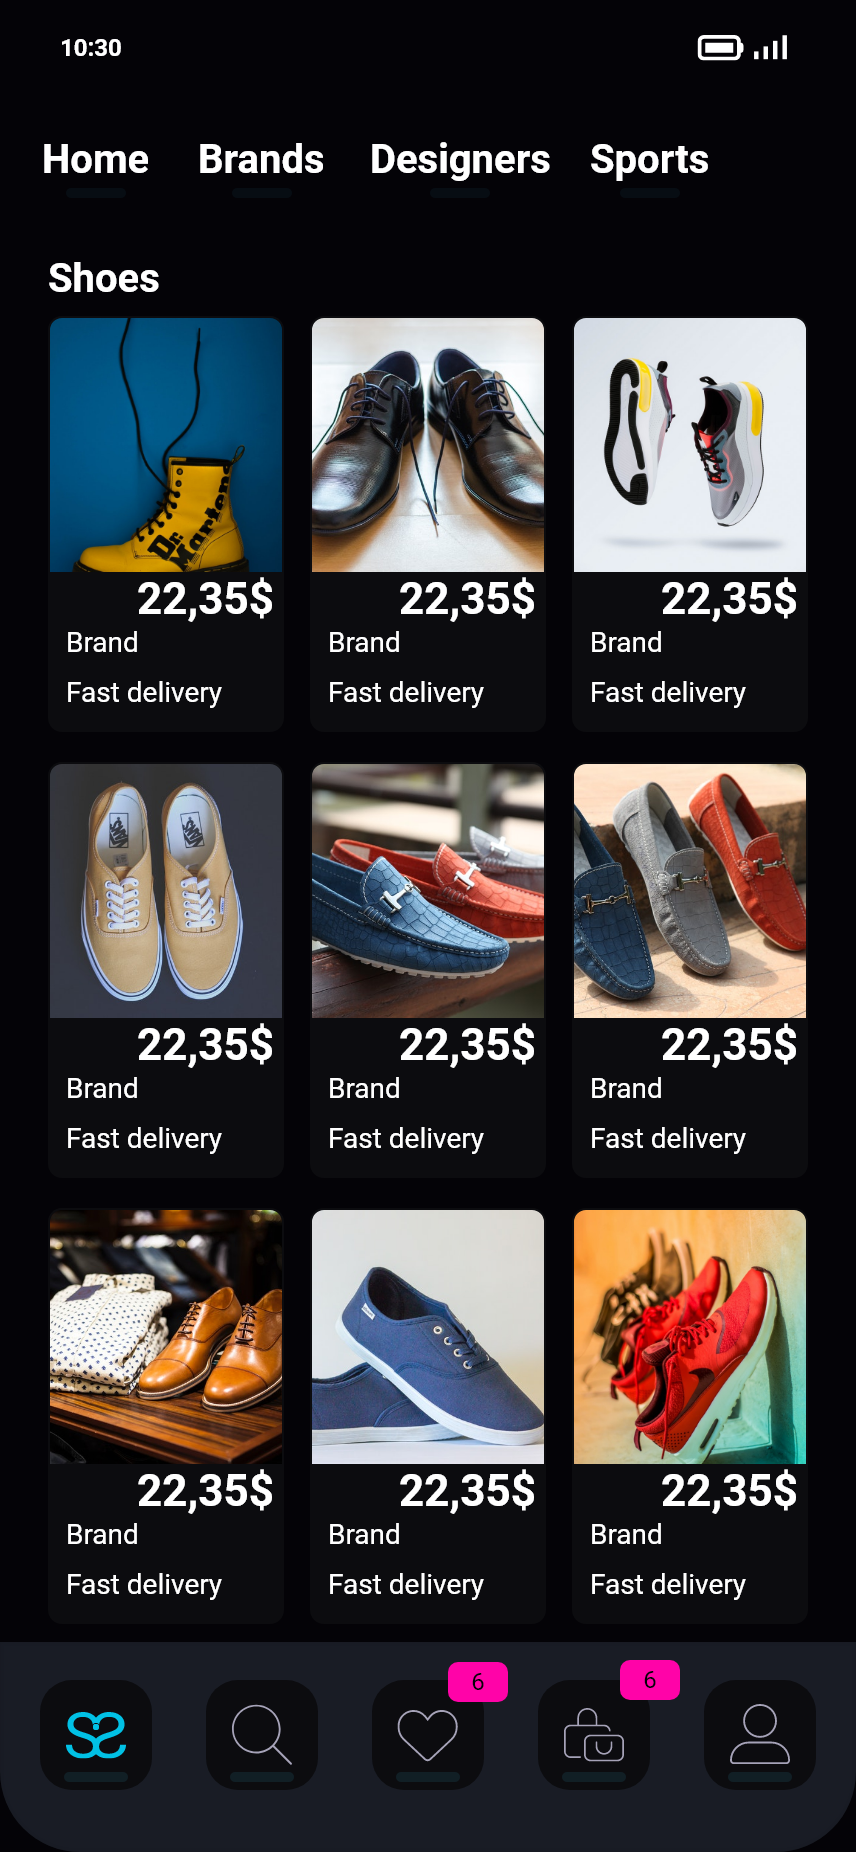 10:30
Home Brands Designers Sports
Shoes
Dr. Martens
22,35$ 22,35$ 22,35$
Brand Brand Brand
Fast delivery Fast delivery Fast delivery
VANS VANS
22,35$ 22,35$ 22,35$
Brand Brand Brand
Fast delivery Fast delivery Fast delivery
22,35$ 22,35$ 22,35$
Brand Brand Brand
Fast delivery Fast delivery Fast delivery
6 6